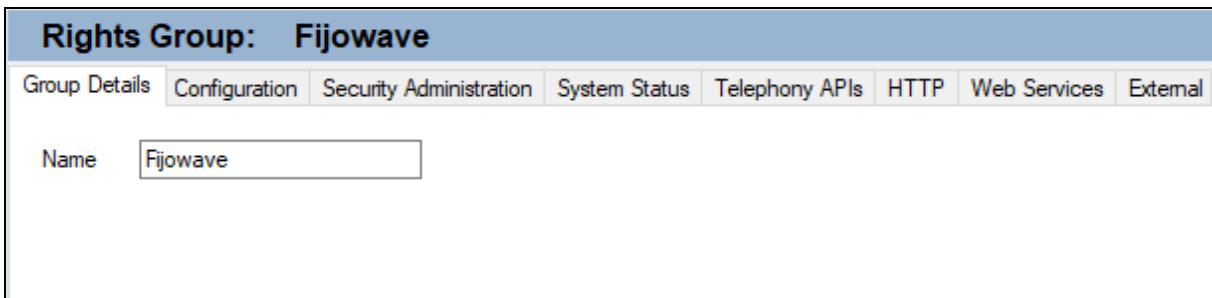 Rights Group: Fijowave
Group Details Configuration Security Administration System Status Telephony APIs HTTP Web Services External
Name Fijowave